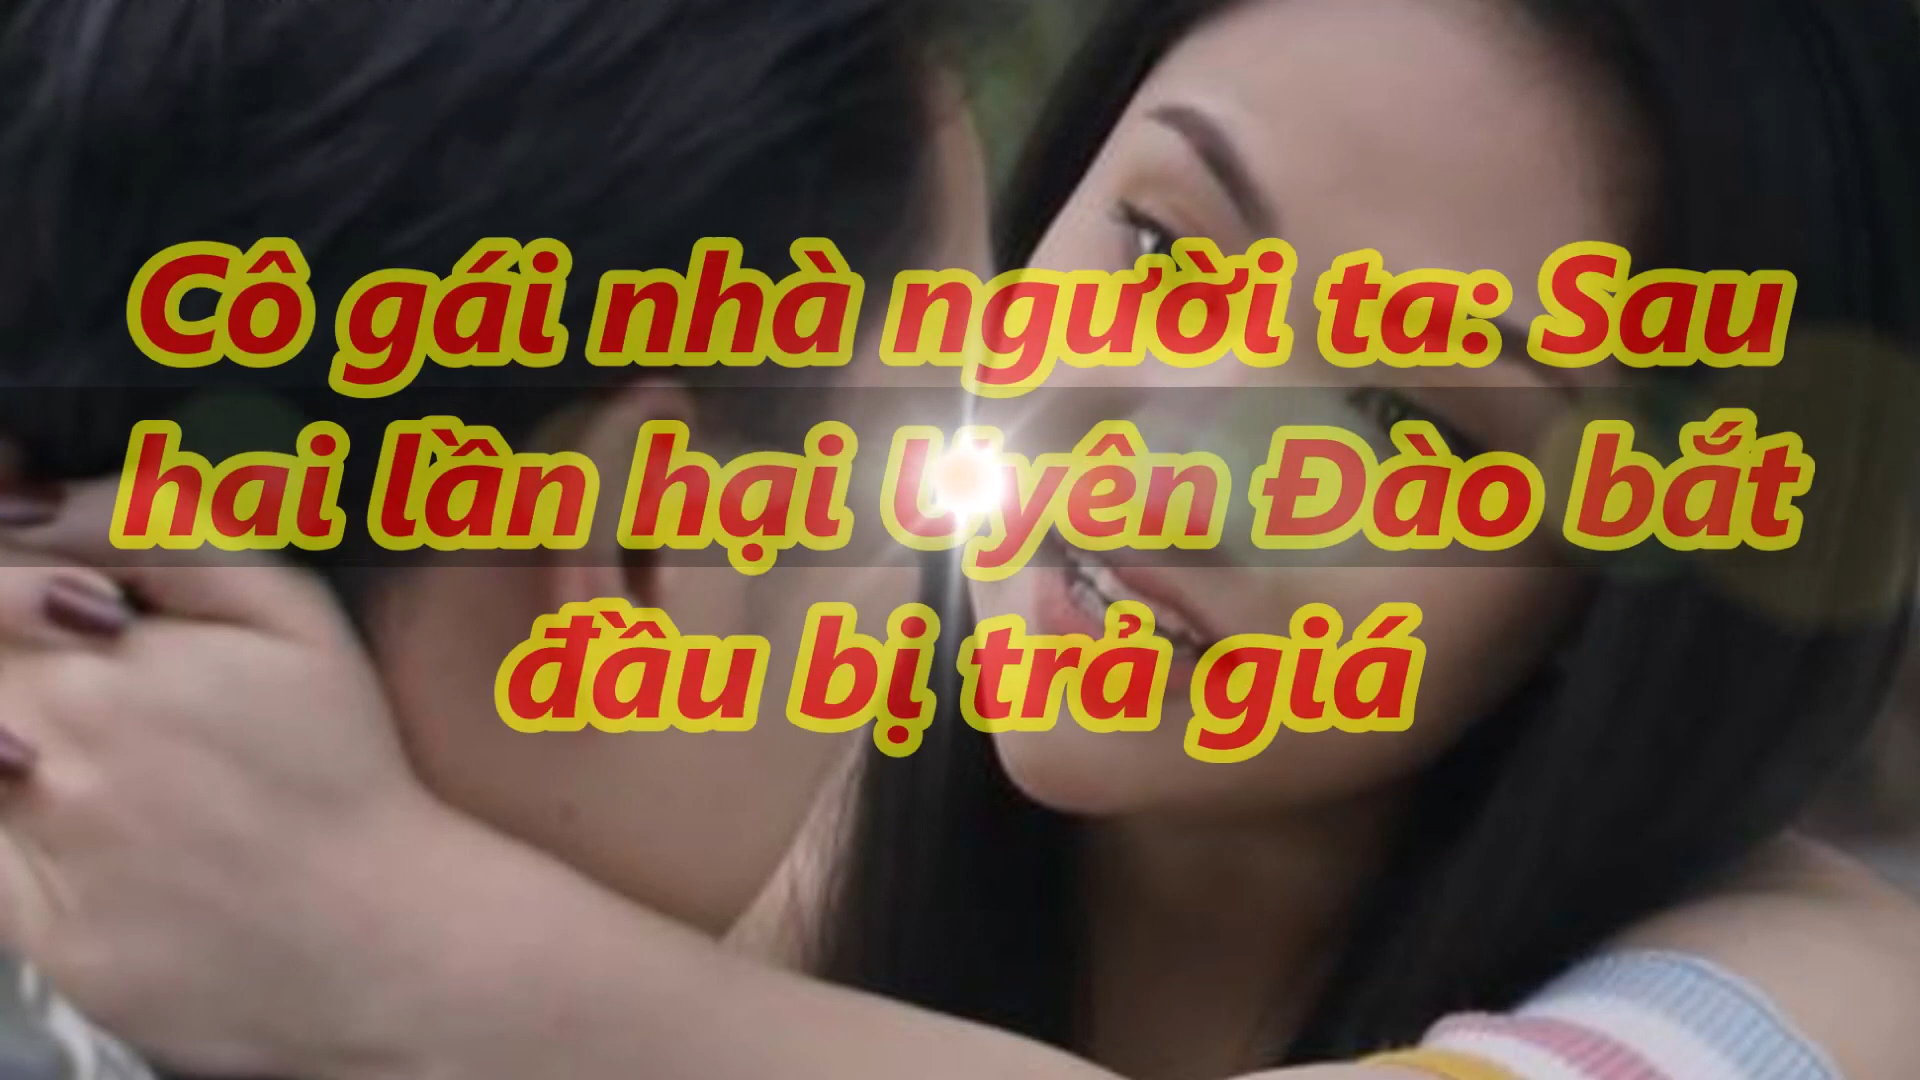 Cô gái nhà người ta: Sau
hai lần hại Uyên Đào bắt
đầu bị trả giá